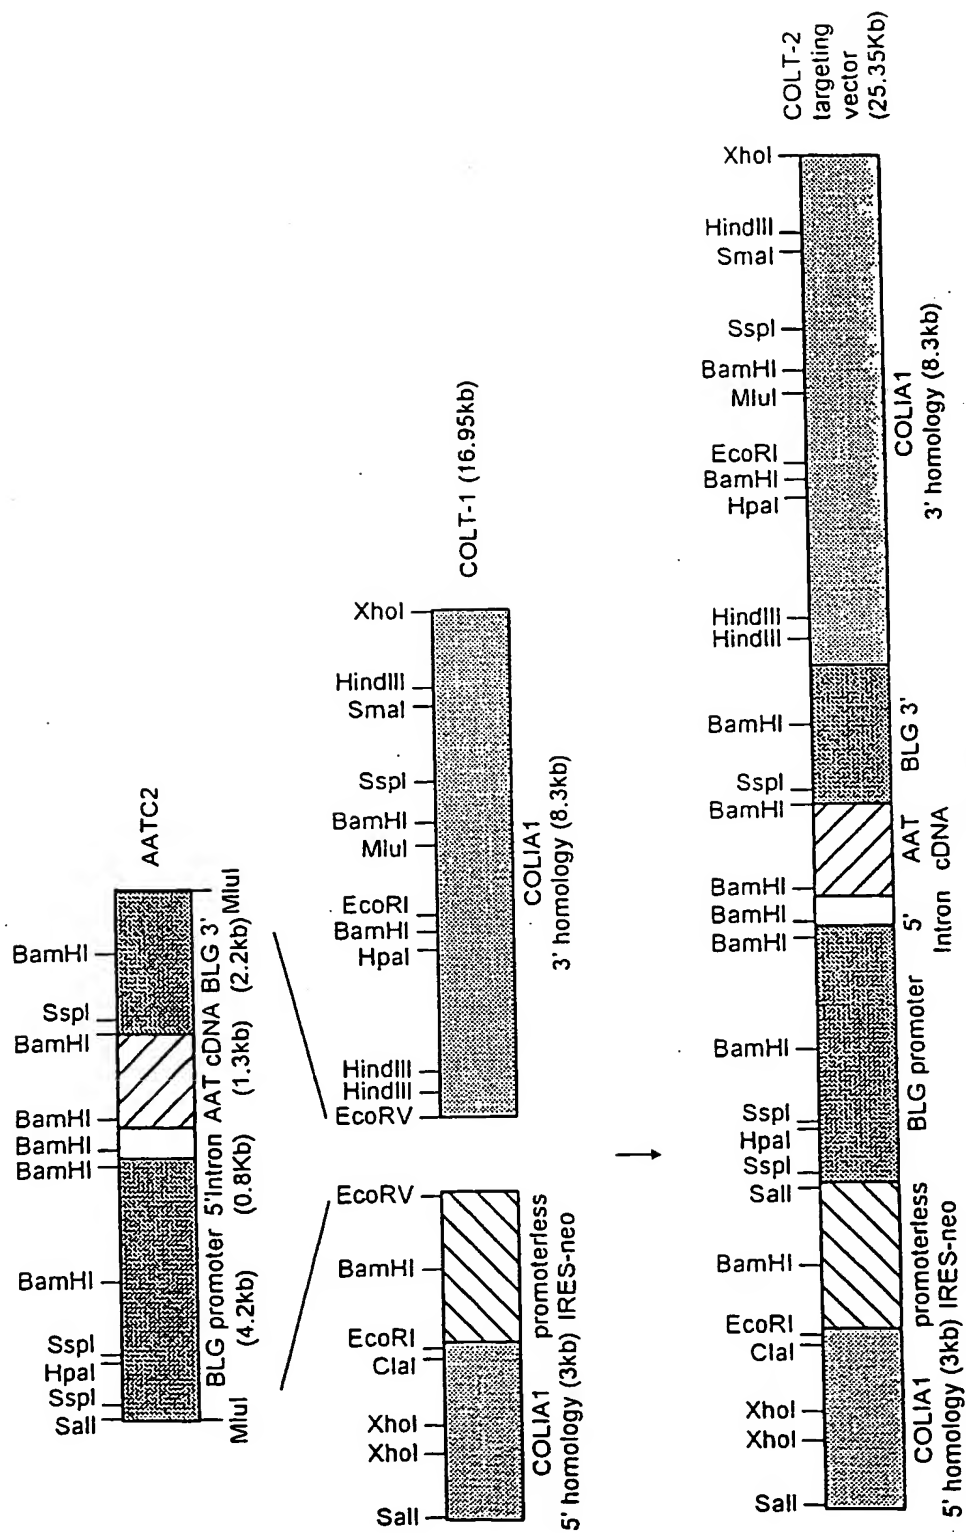 AATC2
SalI
SspI
HpaI
SspI
BamHI
BamHI
BamHI
BamHI
BamHI
SspI
BamHI
MluI
MluI
BLG promoter 5'Intron AAT cDNA BLG 3'
(4.2kb) (0.8Kb) (1.3kb) (2.2kb)
COLT-1 (16.95kb)
SalI
XhoI
XhoI
ClaI
EcoRI
BamHI
EcoRV
EcoRV
HindIII
HindIII
HpaI
BamHI
EcoRI
MluI
BamHI
SspI
SmaI
HindIII
XhoI
COLIA1 promoterless
5' homology (3kb) IRES-neo
COLIA1
3' homology (8.3kb)
COLT-2
targeting
vector
(25.35Kb)
SalI
XhoI
XhoI
ClaI
EcoRI
BamHI
SalI
SspI
HpaI
SspI
BamHI
BamHI
BamHI
BamHI
BamHI
SspI
BamHI
HindIII
HindIII
HpaI
BamHI
EcoRI
MluI
BamHI
SspI
SmaI
HindIII
XhoI
COLIA1 promoterless
5' homology (3kb) IRES-neo
BLG promoter
5' AAT
Intron cDNA
BLG 3'
COLIA1
3' homology (8.3kb)